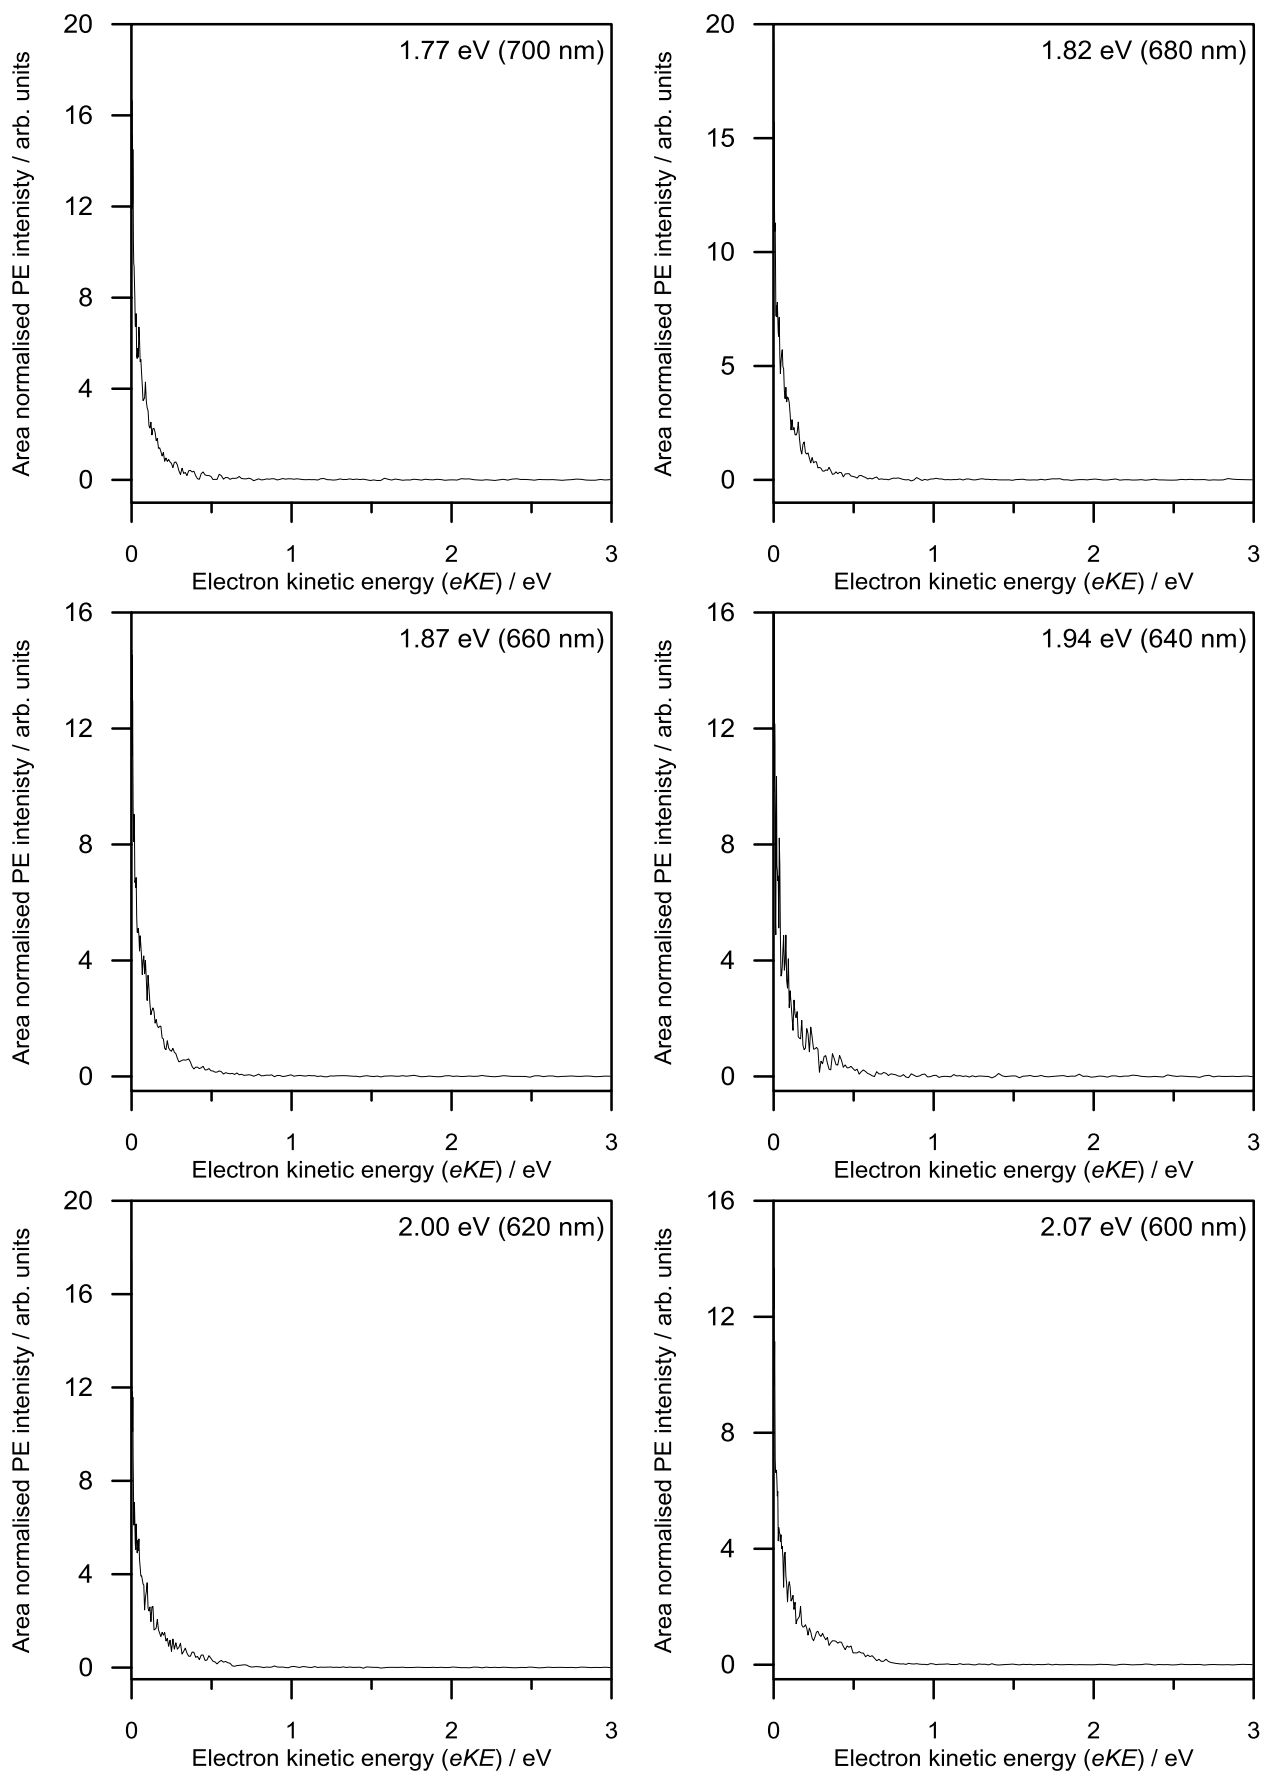 20
16
12
8
4
0
Area normalised PE intenisty / arb. units
1.77 eV (700 nm)
0 1 2 3
Electron kinetic energy (eKE) / eV
20
15
10
5
0
Area normalised PE intenisty / arb. units
1.82 eV (680 nm)
0 1 2 3
Electron kinetic energy (eKE) / eV
16
12
8
4
0
Area normalised PE intenisty / arb. units
1.87 eV (660 nm)
0 1 2 3
Electron kinetic energy (eKE) / eV
16
12
8
4
0
Area normalised PE intenisty / arb. units
1.94 eV (640 nm)
0 1 2 3
Electron kinetic energy (eKE) / eV
20
16
12
8
4
0
Area normalised PE intenisty / arb. units
2.00 eV (620 nm)
0 1 2 3
Electron kinetic energy (eKE) / eV
16
12
8
4
0
Area normalised PE intenisty / arb. units
2.07 eV (600 nm)
0 1 2 3
Electron kinetic energy (eKE) / eV